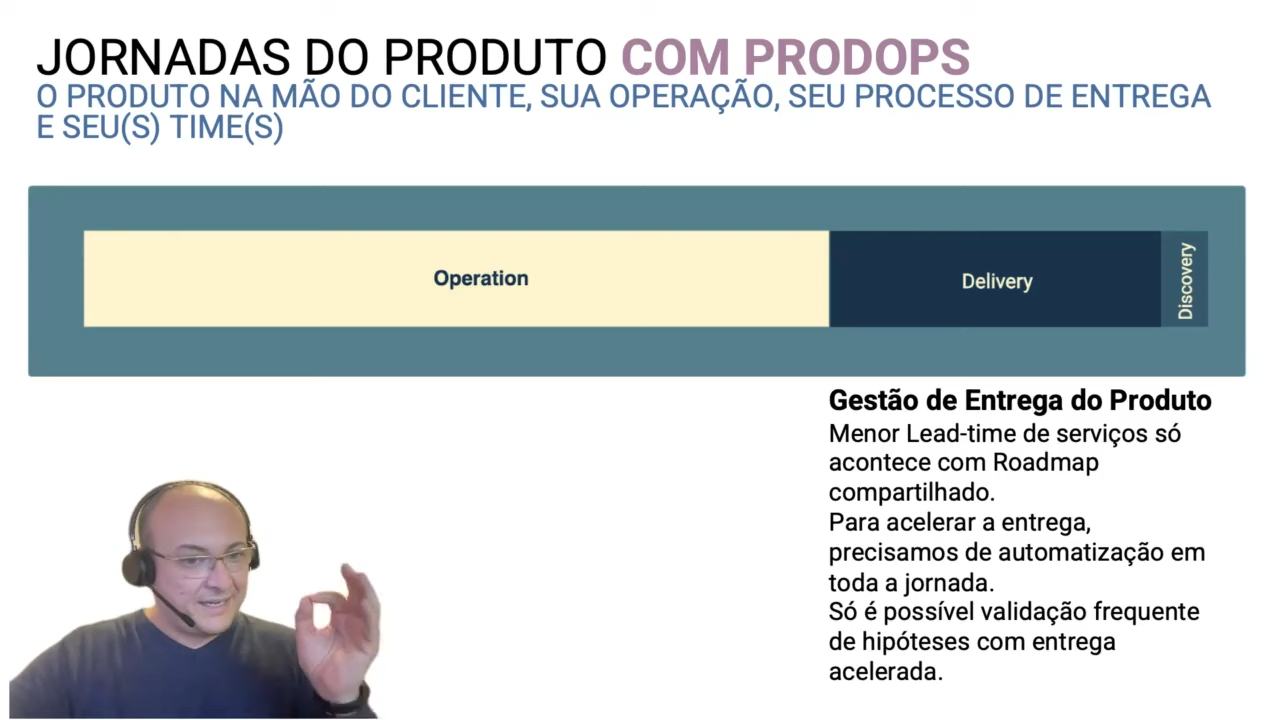 JORNADAS DO PRODUTO COM PRODOPS
O PRODUTO NA MÃO DO CLIENTE, SUA OPERAÇÃO, SEU PROCESSO DE ENTREGA
E SEU(S) TIME(S)
Operation
Delivery
Discovery
Gestão de Entrega do Produto
Menor Lead-time de serviços só
acontece com Roadmap
compartilhado.
Para acelerar a entrega,
precisamos de automatização em
toda a jornada.
Só é possível validação frequente
de hipóteses com entrega
acelerada.